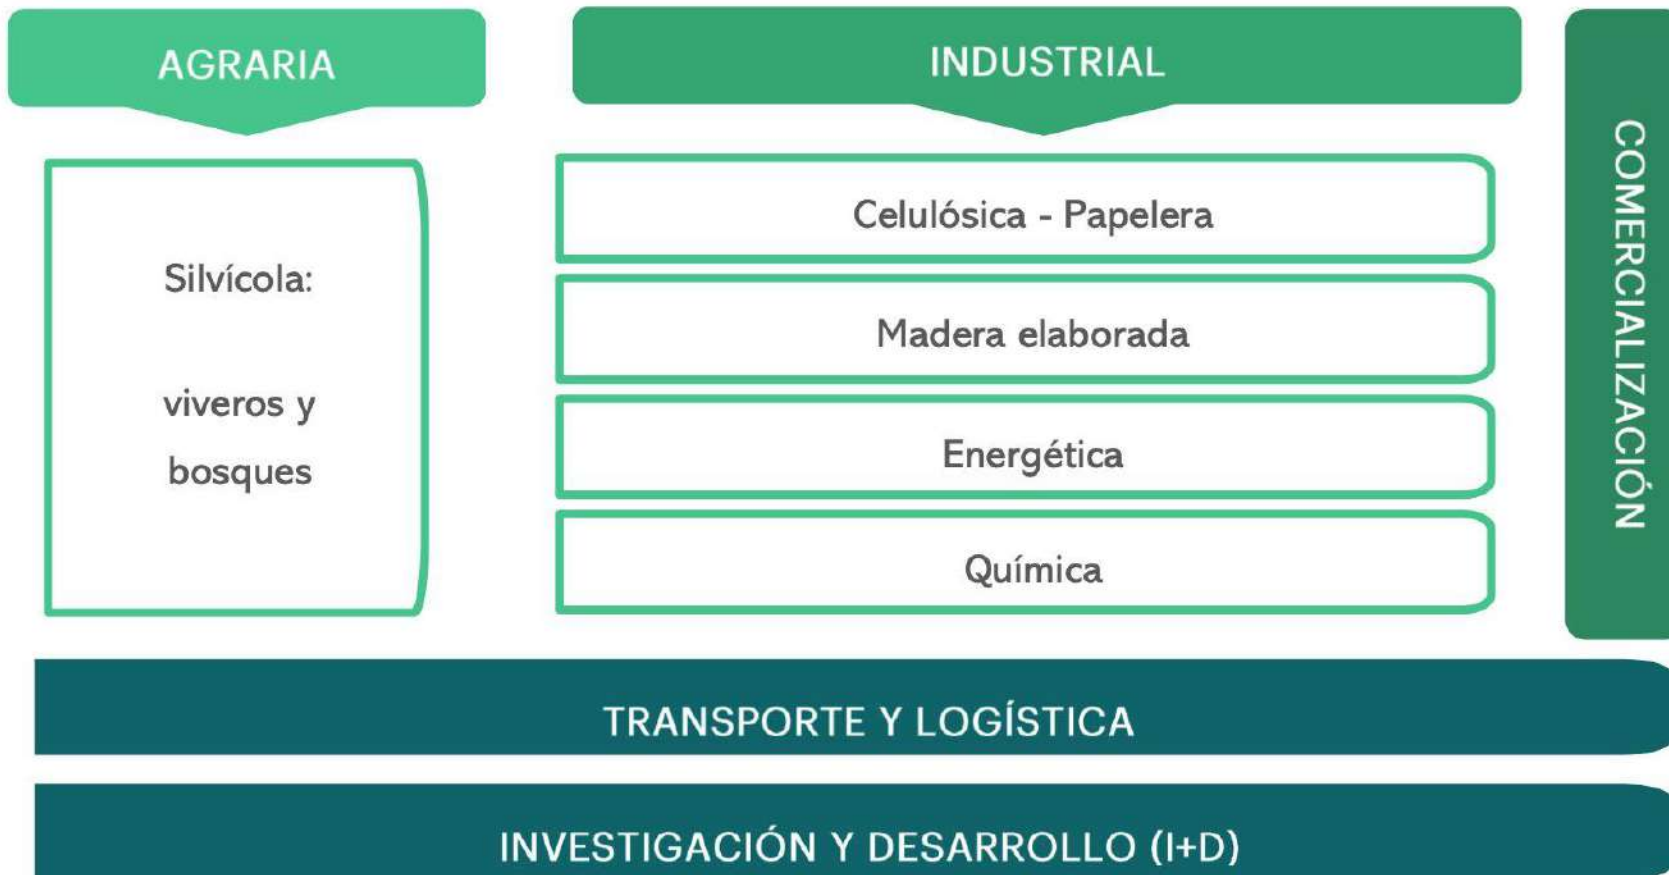 AGRARIA
INDUSTRIAL
COMERCIALIZACIÓN
Silvícola:
viveros y
bosques
Celulósica - Papelera
Madera elaborada
Energética
Química
TRANSPORTE Y LOGÍSTICA
INVESTIGACIÓN Y DESARROLLO (I+D)